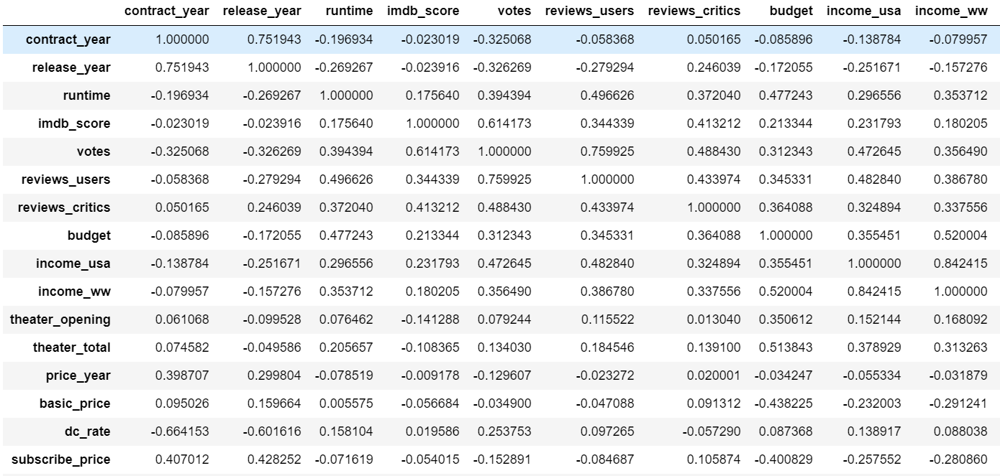 contract_year release_year runtime imdb_score votes reviews_users reviews_critics budget income_usa income_ww
contract_year 1.000000 0.751943 -0.196934 -0.023019 -0.325068 -0.058368 0.050165 -0.085896 -0.138784 -0.079957
release_year 0.751943 1.000000 -0.269267 -0.023916 -0.326269 -0.279294 0.246039 -0.172055 -0.251671 -0.157276
runtime -0.196934 -0.269267 1.000000 0.175640 0.394394 0.496626 0.372040 0.477243 0.296556 0.353712
imdb_score -0.023019 -0.023916 0.175640 1.000000 0.614173 0.344339 0.413212 0.213344 0.231793 0.180205
votes -0.325068 -0.326269 0.394394 0.614173 1.000000 0.759925 0.488430 0.312343 0.472645 0.356490
reviews_users -0.058368 -0.279294 0.496626 0.344339 0.759925 1.000000 0.433974 0.345331 0.482840 0.386780
reviews_critics 0.050165 0.246039 0.372040 0.413212 0.488430 0.433974 1.000000 0.364088 0.324894 0.337556
budget -0.085896 -0.172055 0.477243 0.213344 0.312343 0.345331 0.364088 1.000000 0.355451 0.520004
income_usa -0.138784 -0.251671 0.296556 0.231793 0.472645 0.482840 0.324894 0.355451 1.000000 0.842415
income_ww -0.079957 -0.157276 0.353712 0.180205 0.356490 0.386780 0.337556 0.520004 0.842415 1.000000
theater_opening 0.061068 -0.099528 0.076462 -0.141288 0.079244 0.115522 0.013040 0.350612 0.152144 0.168092
theater_total 0.074582 -0.049586 0.205657 -0.108365 0.134030 0.184546 0.139100 0.513843 0.378929 0.313263
price_year 0.398707 0.299804 -0.078519 -0.009178 -0.129607 -0.023272 0.020001 -0.034247 -0.055334 -0.031879
basic_price 0.095026 0.159664 0.005575 -0.056684 -0.034900 -0.047088 0.091312 -0.438225 -0.232003 -0.291241
dc_rate -0.664153 -0.601616 0.158104 0.019586 0.253753 0.097265 -0.057290 0.087368 0.138917 0.088038
subscribe_price 0.407012 0.428252 -0.071619 -0.054015 -0.152891 -0.084687 0.105874 -0.400829 -0.257552 -0.280860